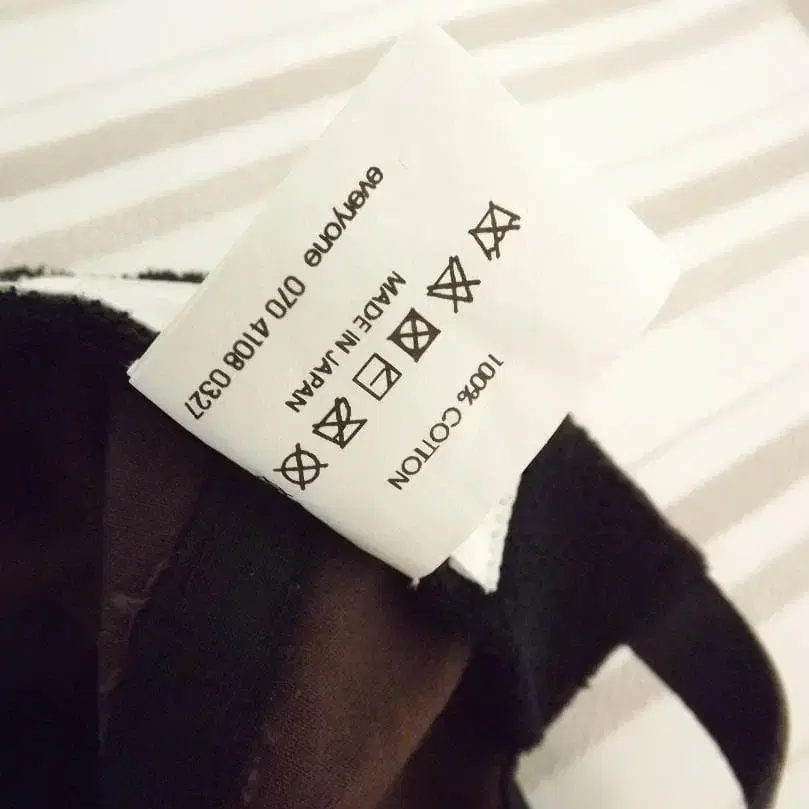 100% COTTON
MADE IN JAPAN
everyone 070 4108 0327